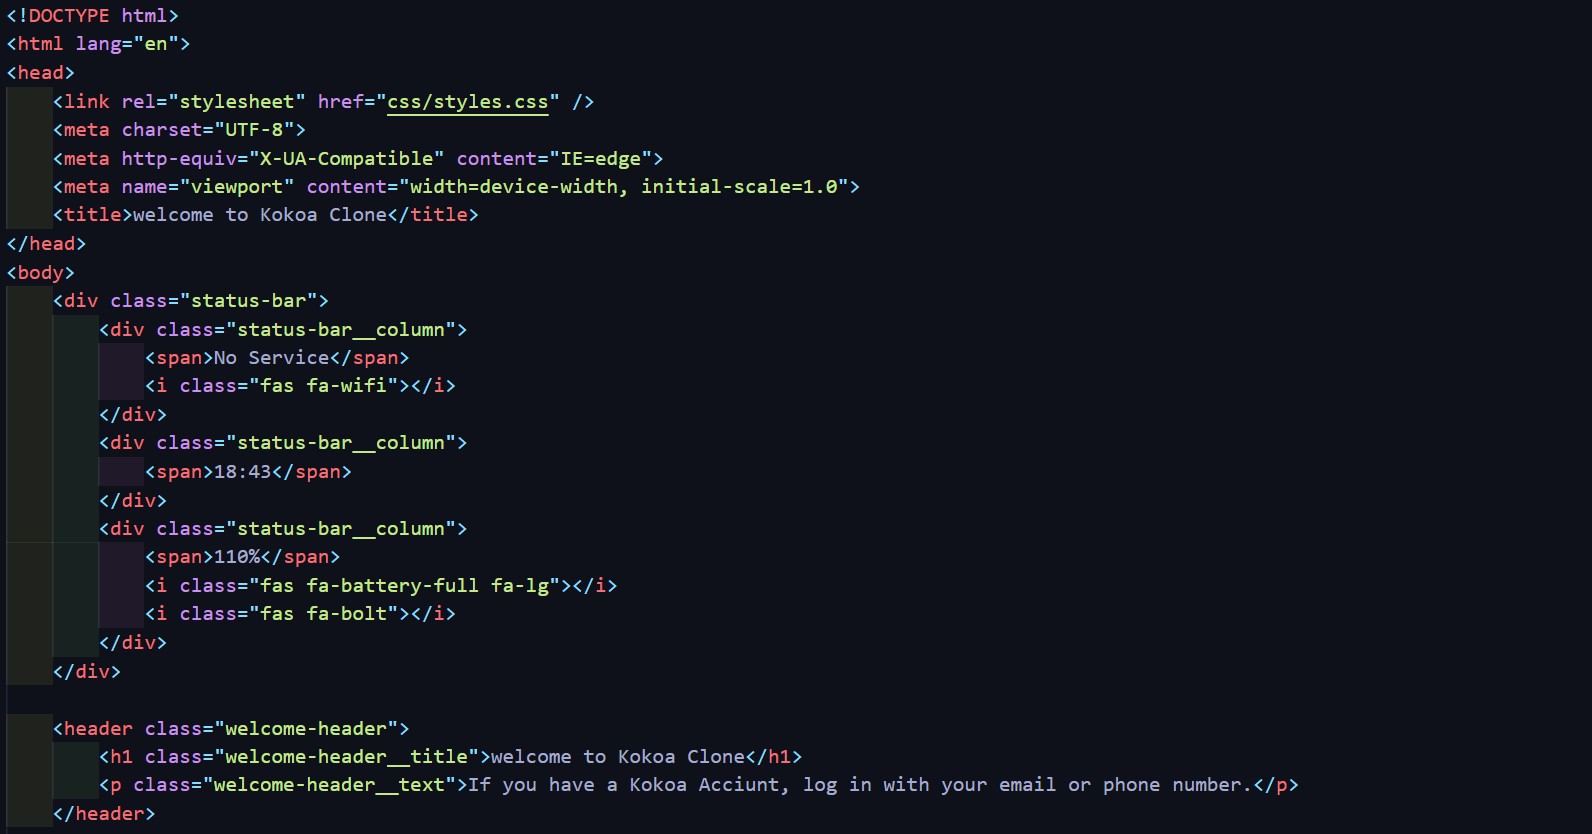 <!DOCTYPE html>
<html lang="en">
<head>
    <link rel="stylesheet" href="css/styles.css" />
    <meta charset="UTF-8">
    <meta http-equiv="X-UA-Compatible" content="IE=edge">
    <meta name="viewport" content="width=device-width, initial-scale=1.0">
    <title>welcome to Kokoa Clone</title>
</head>
<body>
    <div class="status-bar">
        <div class="status-bar__column">
            <span>No Service</span>
            <i class="fas fa-wifi"></i>
        </div>
        <div class="status-bar__column">
            <span>18:43</span>
        </div>
        <div class="status-bar__column">
            <span>110%</span>
            <i class="fas fa-battery-full fa-lg"></i>
            <i class="fas fa-bolt"></i>
        </div>
    </div>

    <header class="welcome-header">
        <h1 class="welcome-header__title">welcome to Kokoa Clone</h1>
        <p class="welcome-header__text">If you have a Kokoa Acciunt, log in with your email or phone number.</p>
    </header>